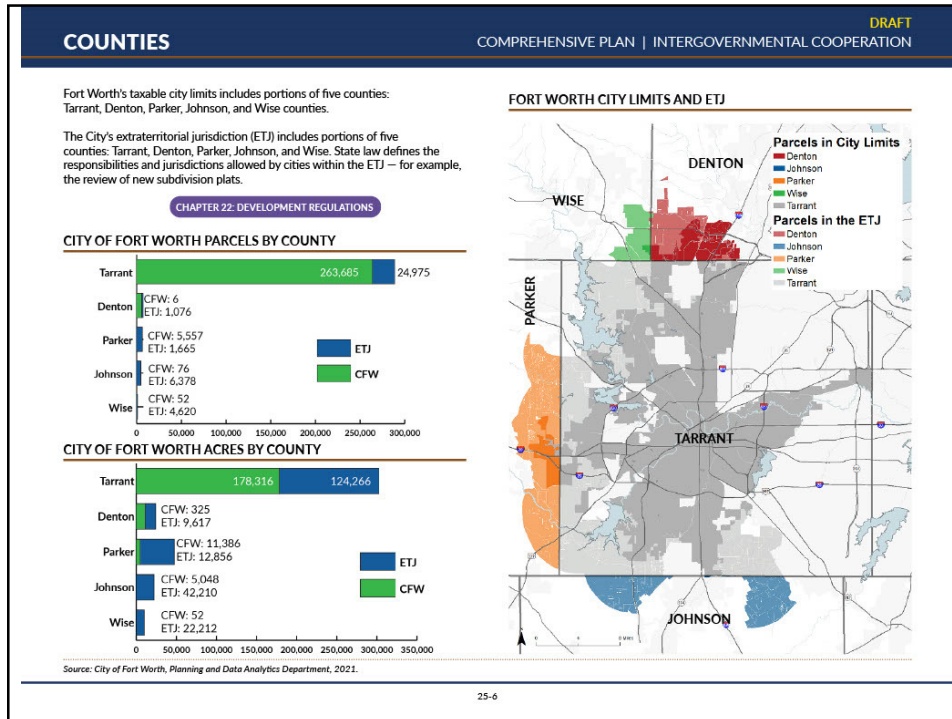 DRAFT
COUNTIES
COMPREHENSIVE PLAN | INTERGOVERNMENTAL COOPERATION
Fort Worth's taxable city limits includes portions of five counties:
Tarrant, Denton, Parker, Johnson, and Wise counties.
The City's extraterritorial jurisdiction (ETJ) includes portions of five
counties: Tarrant, Denton, Parker, Johnson, and Wise. State law defines the
responsibilities and jurisdictions allowed by cities within the ETJ — for example,
the review of new subdivision plats.
CHAPTER 22: DEVELOPMENT REGULATIONS
CITY OF FORT WORTH PARCELS BY COUNTY
Tarrant 263,685 24,975
Denton CFW: 6
ETJ: 1,076
Parker CFW: 5,557
ETJ: 1,665
Johnson CFW: 76
ETJ: 6,378
Wise CFW: 52
ETJ: 4,620
ETJ
CFW
0 50,000 100,000 150,000 200,000 250,000 300,000
CITY OF FORT WORTH ACRES BY COUNTY
Tarrant 178,316 124,266
Denton CFW: 325
ETJ: 9,617
Parker CFW: 11,386
ETJ: 12,856
Johnson CFW: 5,048
ETJ: 42,210
Wise CFW: 52
ETJ: 22,212
ETJ
CFW
0 50,000 100,000 150,000 200,000 250,000 300,000 350,000
FORT WORTH CITY LIMITS AND ETJ
Parcels in City Limits
Denton
Johnson
Parker
Wise
Tarrant
Parcels in the ETJ
Denton
Johnson
Parker
Wise
Tarrant
DENTON
WISE
PARKER
TARRANT
JOHNSON
Source: City of Fort Worth, Planning and Data Analytics Department, 2021.
25-6